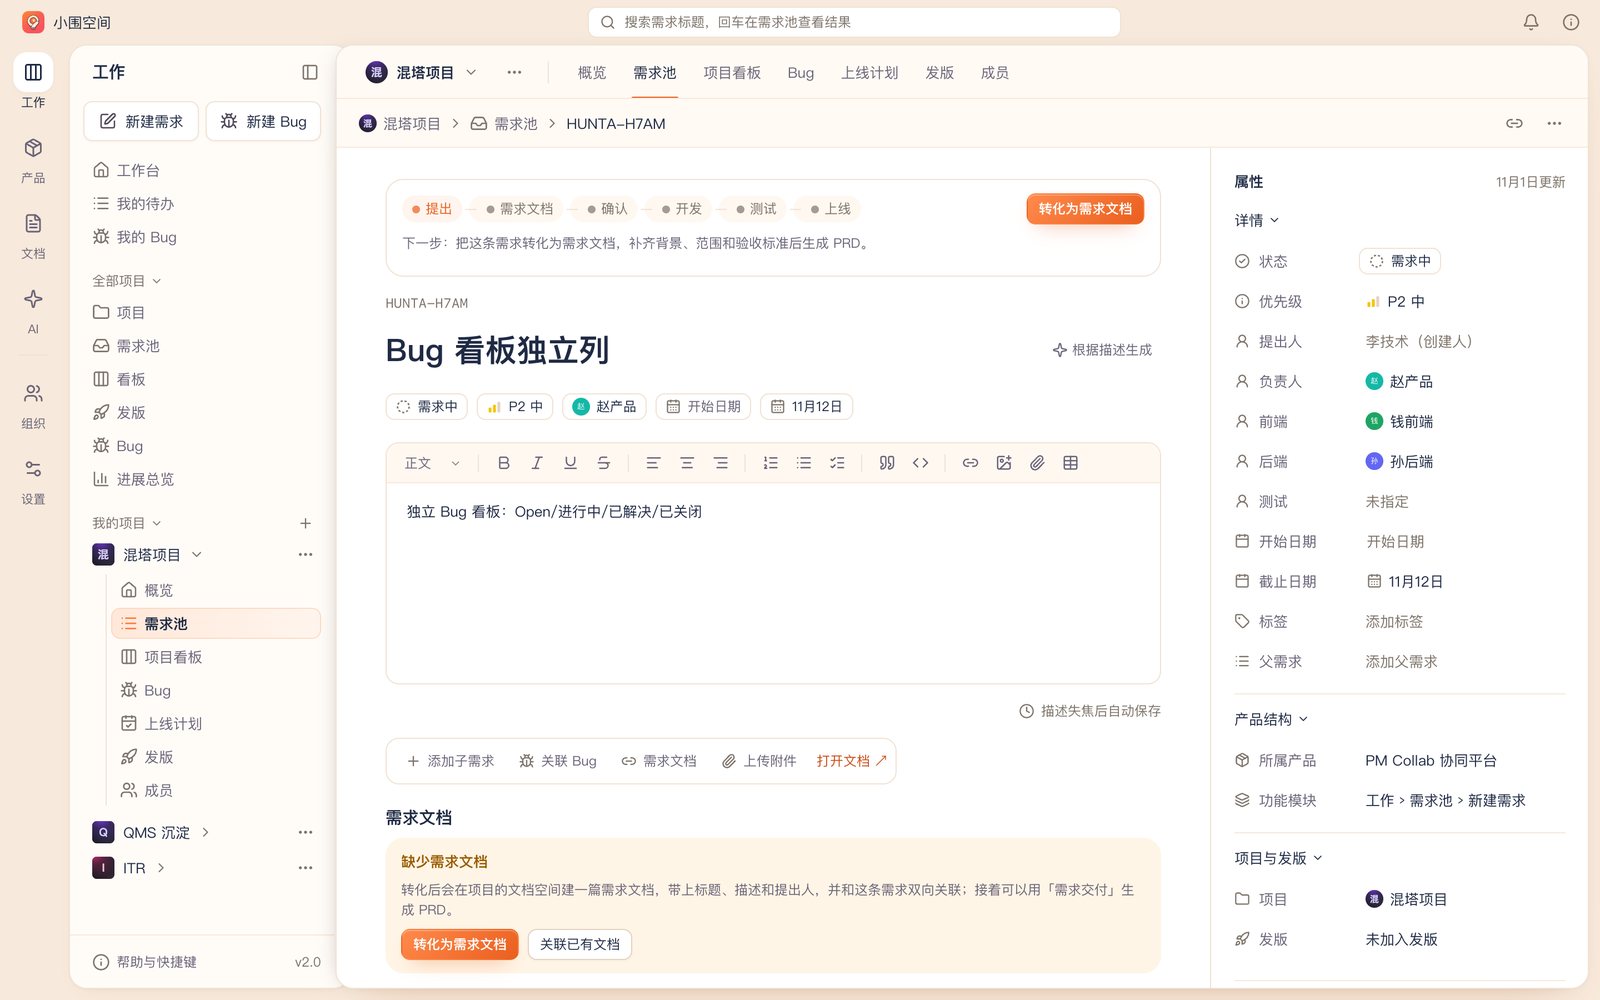 小围空间
搜索需求标题，回车在需求池查看结果
工作
产品
文档
AI
组织
设置
工作
新建需求
新建 Bug
工作台
我的待办
我的 Bug
全部项目
项目
需求池
看板
发版
Bug
进展总览
我的项目
混 混塔项目
概览
需求池
项目看板
Bug
上线计划
发版
成员
Q QMS 沉淀
I ITR
帮助与快捷键 v2.0
混 混塔项目 概览 需求池 项目看板 Bug 上线计划 发版 成员
混 混塔项目 需求池 HUNTA-H7AM
提出 需求文档 确认 开发 测试 上线
转化为需求文档
下一步：把这条需求转化为需求文档，补齐背景、范围和验收标准后生成 PRD。
HUNTA-H7AM
Bug 看板独立列
根据描述生成
需求中 P2 中 赵 赵产品 开始日期 11月12日
正文 B I U S
独立 Bug 看板：Open/进行中/已解决/已关闭
描述失焦后自动保存
添加子需求 关联 Bug 需求文档 上传附件 打开文档
需求文档
缺少需求文档
转化后会在项目的文档空间建一篇需求文档，带上标题、描述和提出人，并和这条需求双向关联；接着可以用「需求交付」生
成 PRD。
转化为需求文档 关联已有文档
属性 11月1日更新
详情
状态 需求中
优先级 P2 中
提出人 李技术（创建人）
负责人 赵 赵产品
前端 钱 钱前端
后端 孙 孙后端
测试 未指定
开始日期 开始日期
截止日期 11月12日
标签 添加标签
父需求 添加父需求
产品结构
所属产品 PM Collab 协同平台
功能模块 工作 › 需求池 › 新建需求
项目与发版
项目 混 混塔项目
发版 未加入发版